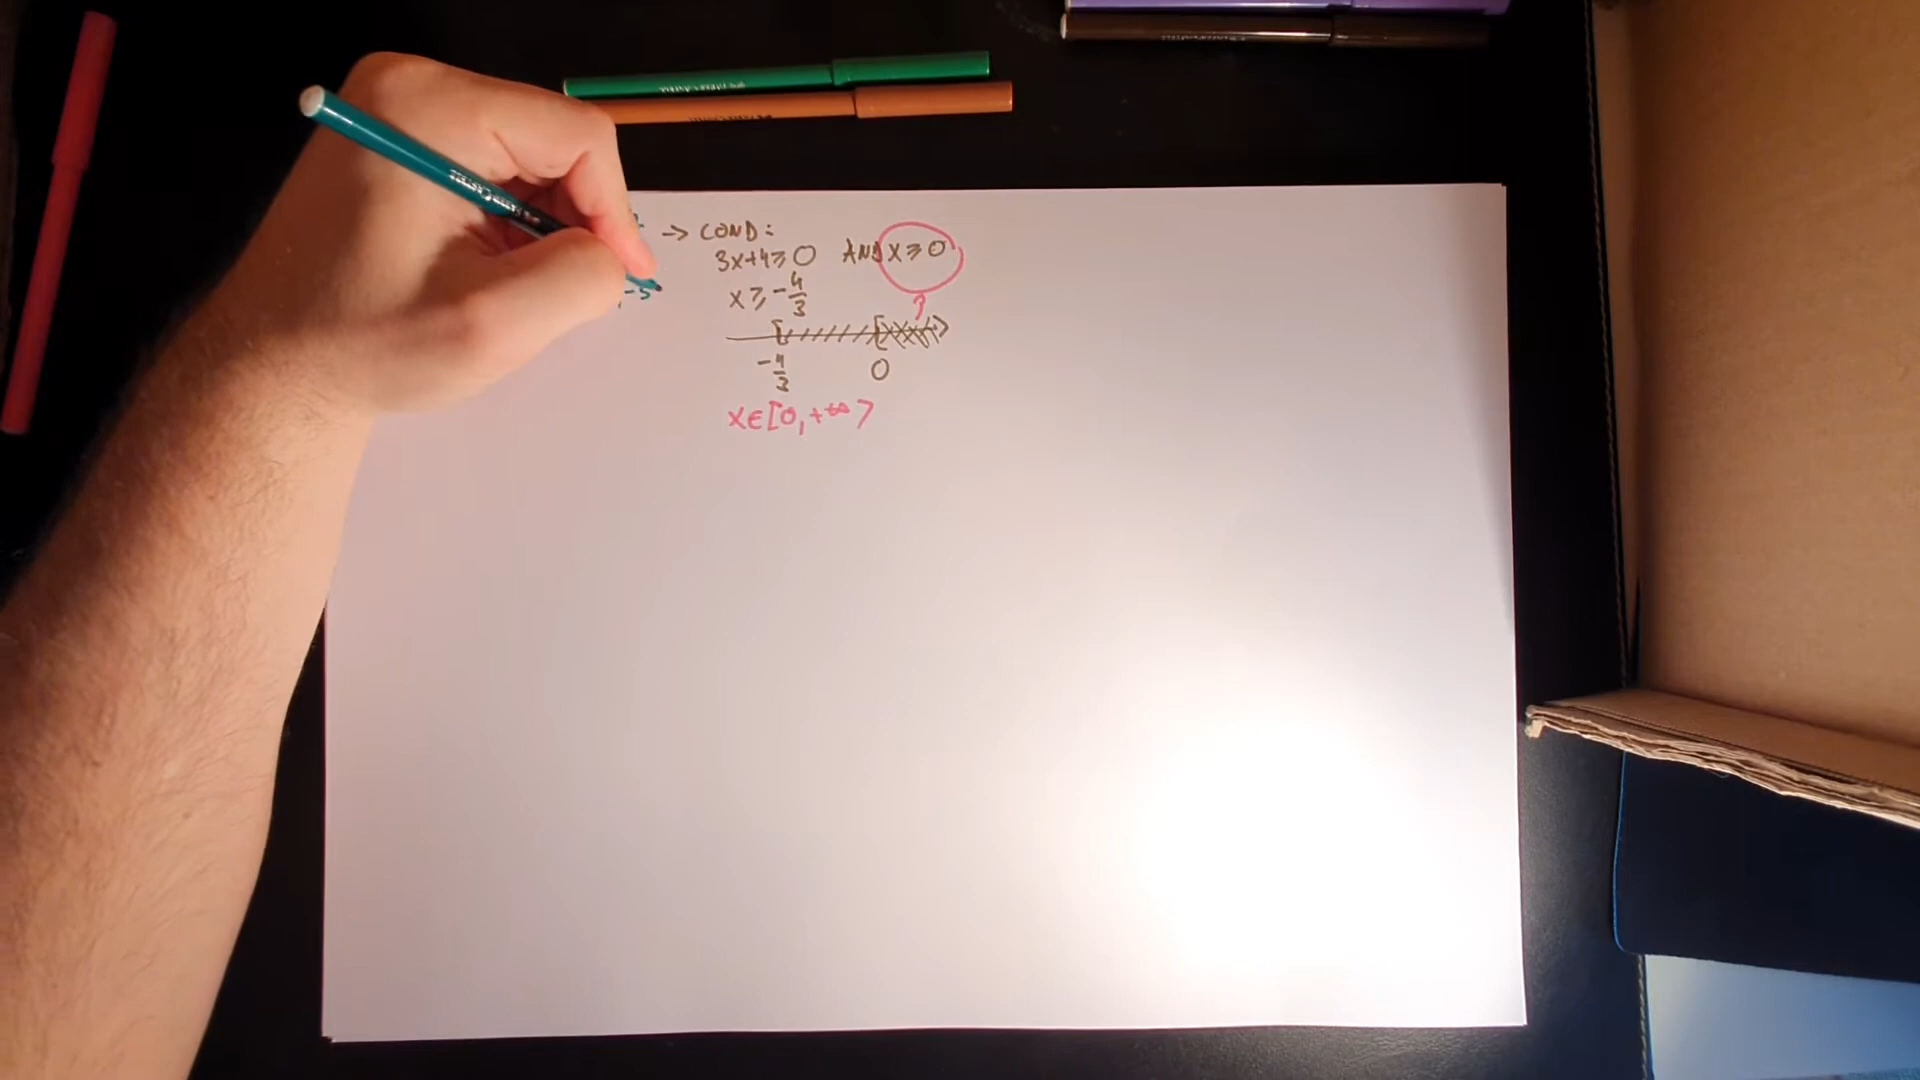 → COND:
3x+4≥0 AND x≥0
x≥-4/3
-4/3 0
x∈[0,+∞>